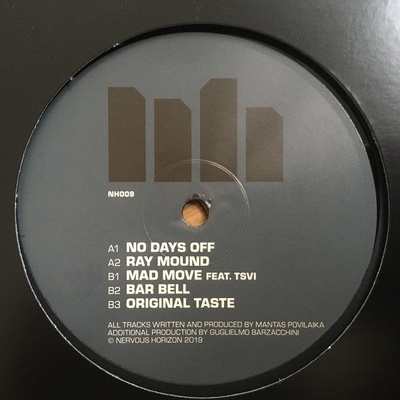 NH009
A1 NO DAYS OFF
A2 RAY MOUND
B1 MAD MOVE FEAT. TSVI
B2 BAR BELL
B3 ORIGINAL TASTE
ALL TRACKS WRITTEN AND PRODUCED BY MANTAS POVILAIKA
ADDITIONAL PRODUCTION BY GUGLIELMO BARZACCHINI
© NERVOUS HORIZON 2019